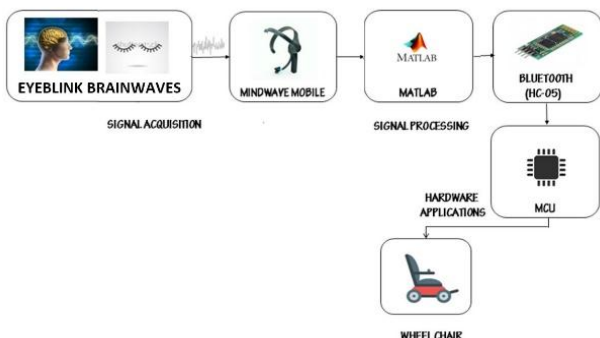 EYEBLINK BRAINWAVES
MINDWAVE MOBILE
MATLAB
MATLAB
BLUETOOTH
(HC-05)
SIGNAL ACQUISITION
SIGNAL PROCESSING
MCU
HARDWARE
APPLICATIONS
WHEEL CHAIR